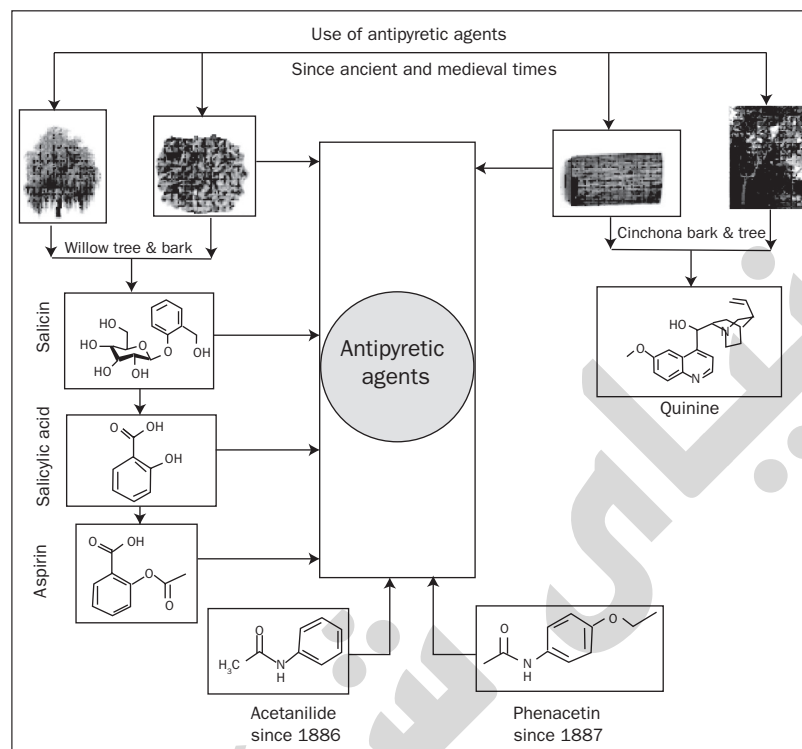 Use of antipyretic agents
Since ancient and medieval times
Willow tree & bark
Cinchona bark & tree
Salicin
HO
HO
HO
O
OH
O
OH
OH
HO
N
O
N
Quinine
Antipyretic
agents
Salicylic acid
O
OH
OH
Aspirin
O
OH
O
O
O
H₃C
N
H
Acetanilide
since 1886
O
N
H
O
Phenacetin
since 1887